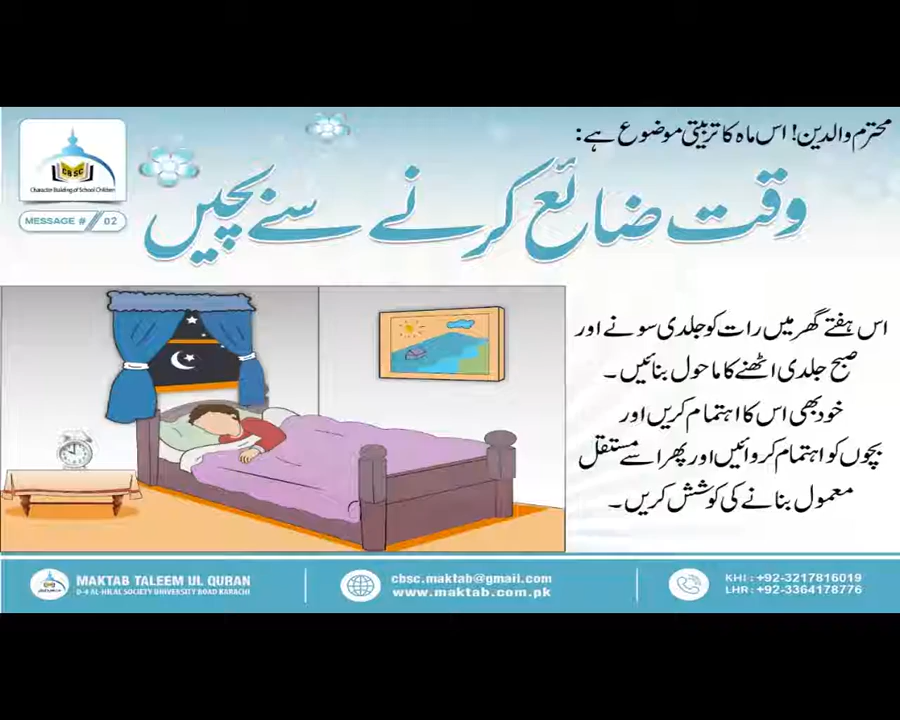 محترم والدین! اس ماہ کا تربیتی موضوع ہے:
CBSC
Character Building of School Children
MESSAGE # 02
وقت ضائع کرنے سے بچیں
اس ہفتے گھر میں رات کو جلدی سونے اور
صبح جلدی اٹھنے کا ماحول بنائیں۔
خود بھی اس کا اہتمام کریں اور
بچوں کو اہتمام کروائیں اور پھر اسے مستقل
معمول بنانے کی کوشش کریں۔
MAKTAB TALEEM UL QURAN
D-4 AL-HILAL SOCIETY UNIVERSITY ROAD KARACHI
cbsc.maktab@gmail.com
www.maktab.com.pk
KHI : +92-3217816019
LHR : +92-3364178776